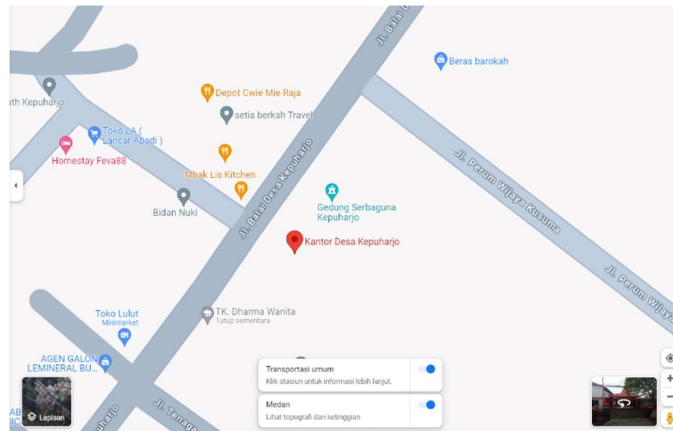 Jl. Balai D
Beras barokah
th Kepuharjo
Depot Cwie Mie Raja
setia berkah Travel
Toko LA (
Lancar Abadi )
Homestay Feva88
Mbak Lis Kitchen
Jl. Balai Desa Kepuharjo
Jl. Perum Wijaya Kusuma
Bidan Nuki
Gedung Serbaguna
Kepuharjo
Kantor Desa Kepuharjo
Jl. Perum Wijaya
Toko Lulut
Minimarket
TK. Dharma Wanita
Tutup sementara
AGEN GALON
LEMINERAL BU...
Transportasi umum
Klik stasiun untuk informasi lebih lanjut.
Medan
Lihat topografi dan ketinggian
Lapisan
Jl. Tenaga
puharjo